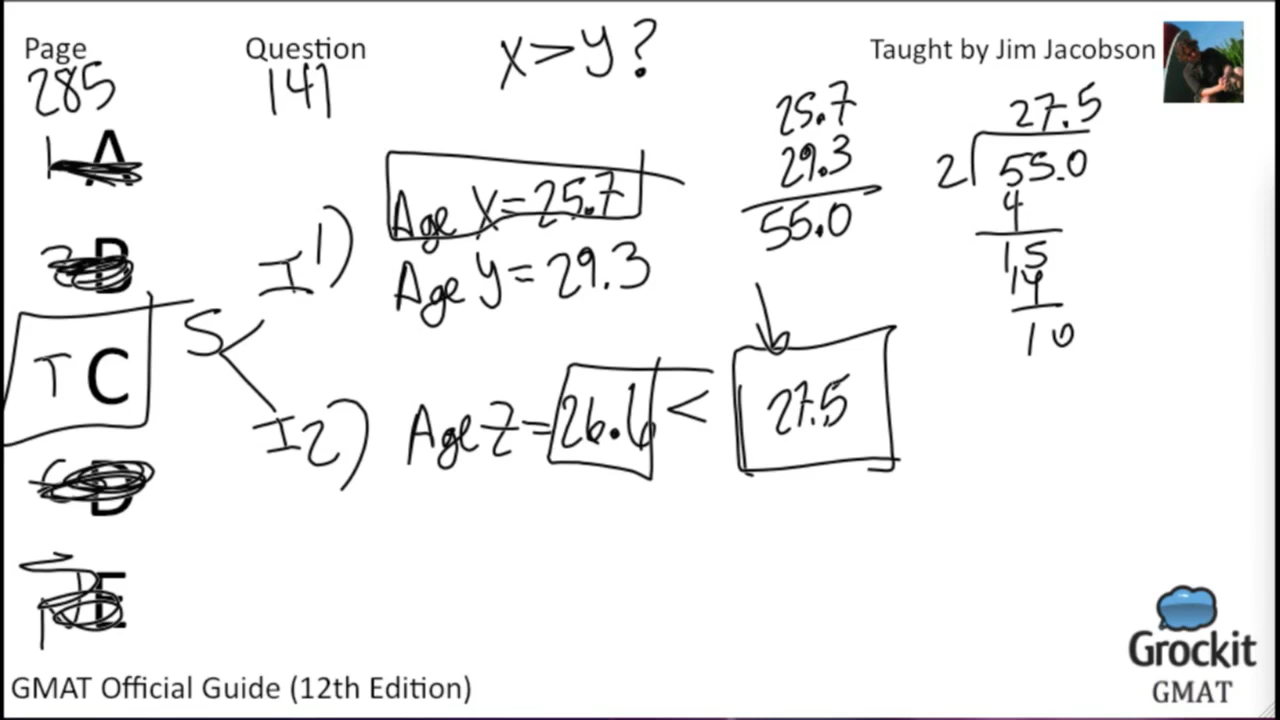 Page
285
Question
141
x>y?
Taught by Jim Jacobson
1 A
2 B
T C
D
E
S
I 1)
Age X=25.7
Age y=29.3
I 2)
Age Z=26.6 < 27.5
25.7
29.3
55.0
27.5
2 55.0
4
15
14
10
Grockit
GMAT
GMAT Official Guide (12th Edition)